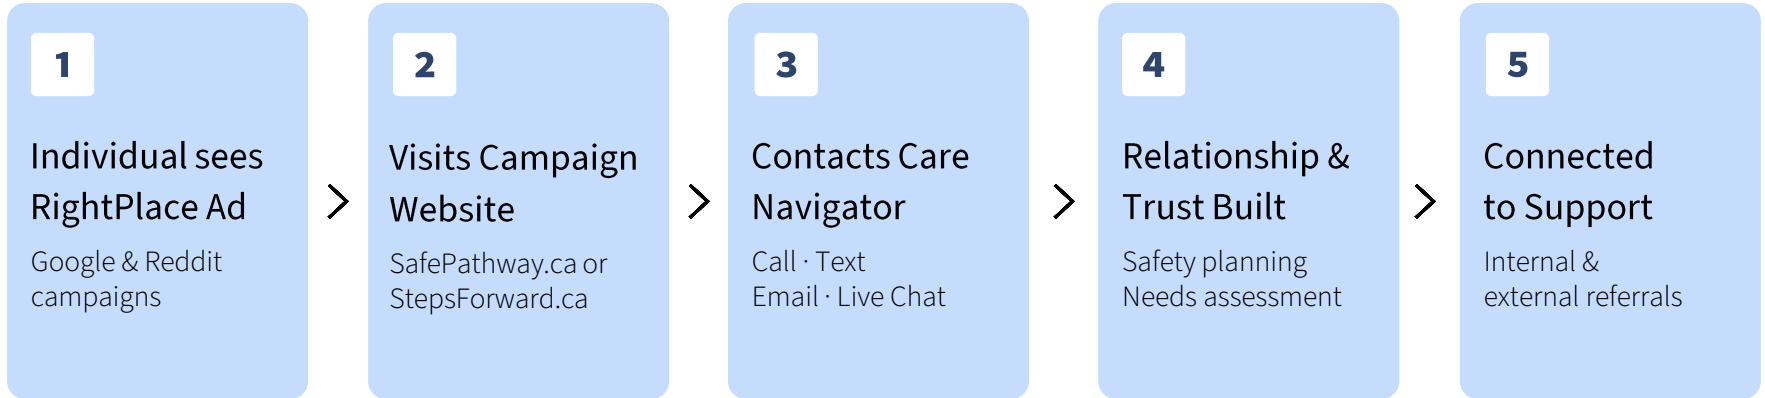 1
Individual sees
RightPlace Ad
Google & Reddit
campaigns
2
Visits Campaign
Website
SafePathway.ca or
StepsForward.ca
3
Contacts Care
Navigator
Call · Text
Email · Live Chat
4
Relationship &
Trust Built
Safety planning
Needs assessment
5
Connected
to Support
Internal &
external referrals